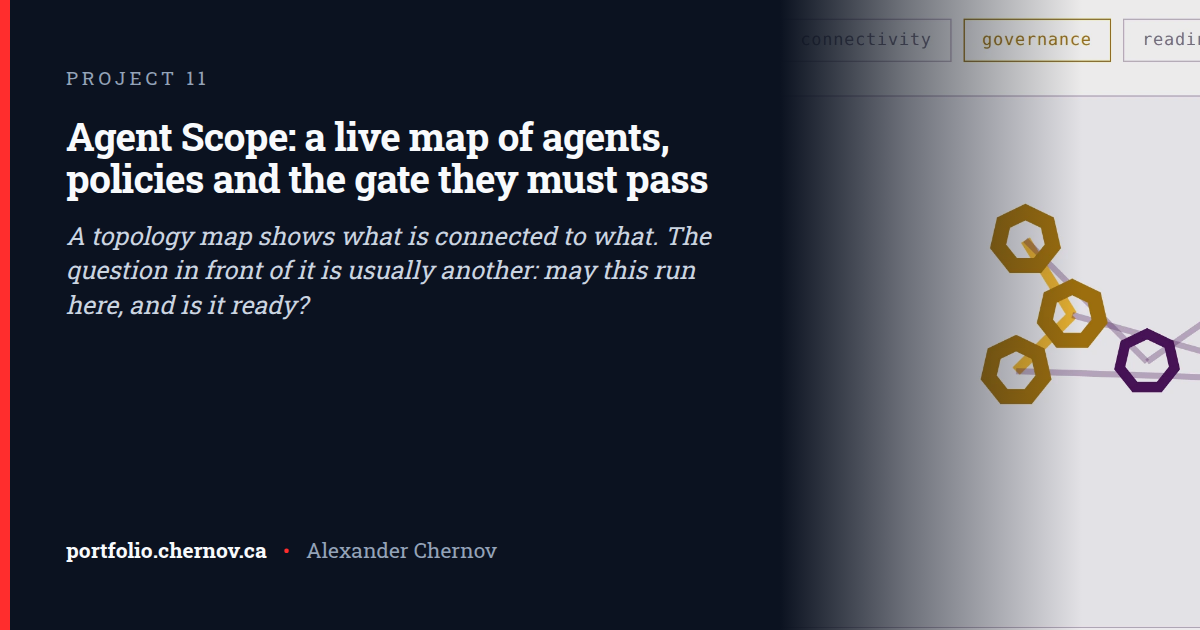 connectivity governance
PROJECT 11
Agent Scope: a live map of agents,
policies and the gate they must pass
A topology map shows what is connected to what. The
question in front of it is usually another: may this run
here, and is it ready?
portfolio.chernov.ca • Alexander Chernov